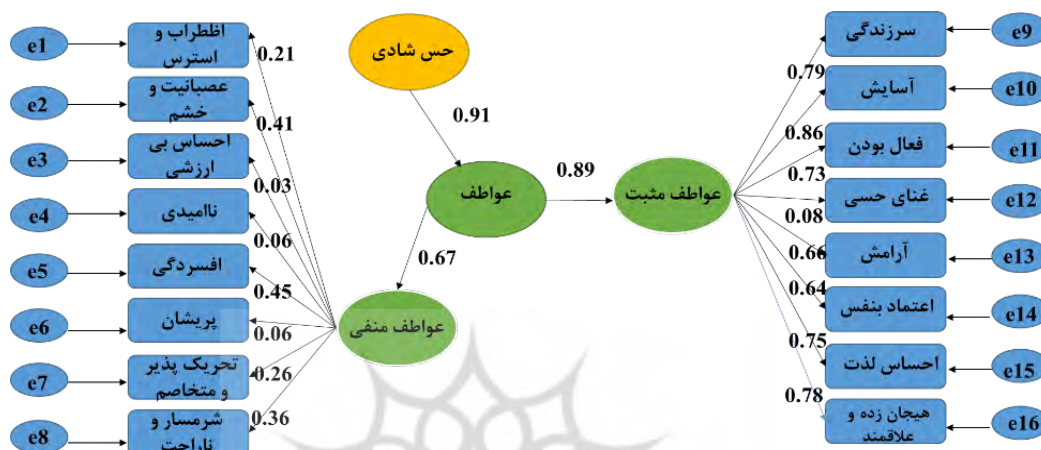 حس شادی
0.91
عواطف
0.89
0.67
عواطف مثبت
عواطف منفی
سرزندگی
آسایش
فعال بودن
غنای حسی
آرامش
اعتماد بنفس
احساس لذت
هیجان زده و
علاقمند
e9
e10
e11
e12
e13
e14
e15
e16
0.79
0.86
0.73
0.08
0.66
0.64
0.75
0.78
اظطراب و
استرس
عصبانیت و
خشم
احساس بی
ارزشی
ناامیدی
افسردگی
پریشان
تحریک پذیر
و متخاصم
شرمسار و
ناراحت
e1
e2
e3
e4
e5
e6
e7
e8
0.21
0.41
0.03
0.06
0.45
0.06
0.26
0.36